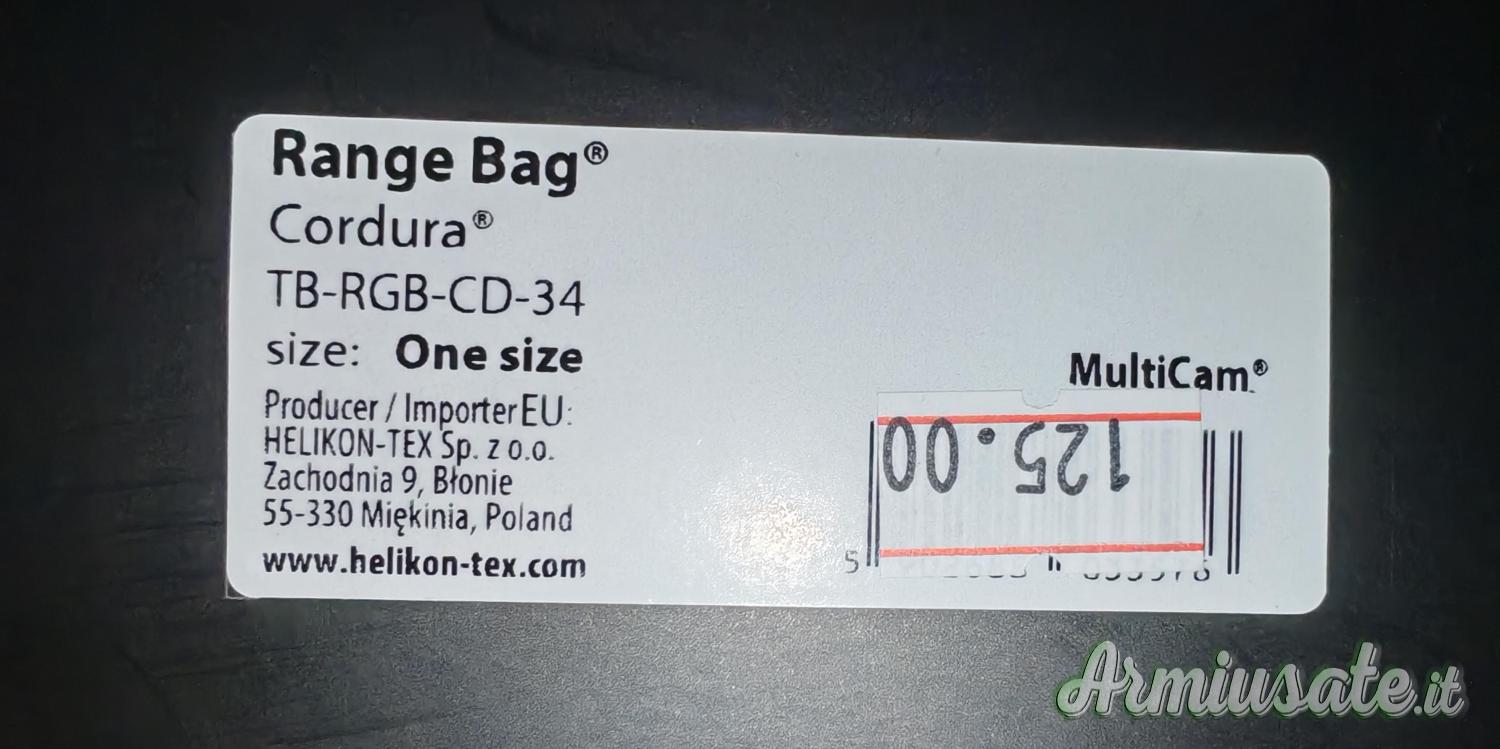 Range Bag®
Cordura®
TB-RGB-CD-34
size: One size
Producer / Importer EU:
HELIKON-TEX Sp. z o.o.
Zachodnia 9, Błonie
55-330 Miękinia, Poland
www.helikon-tex.com
MultiCam®
125.00
5
Armiusate.it